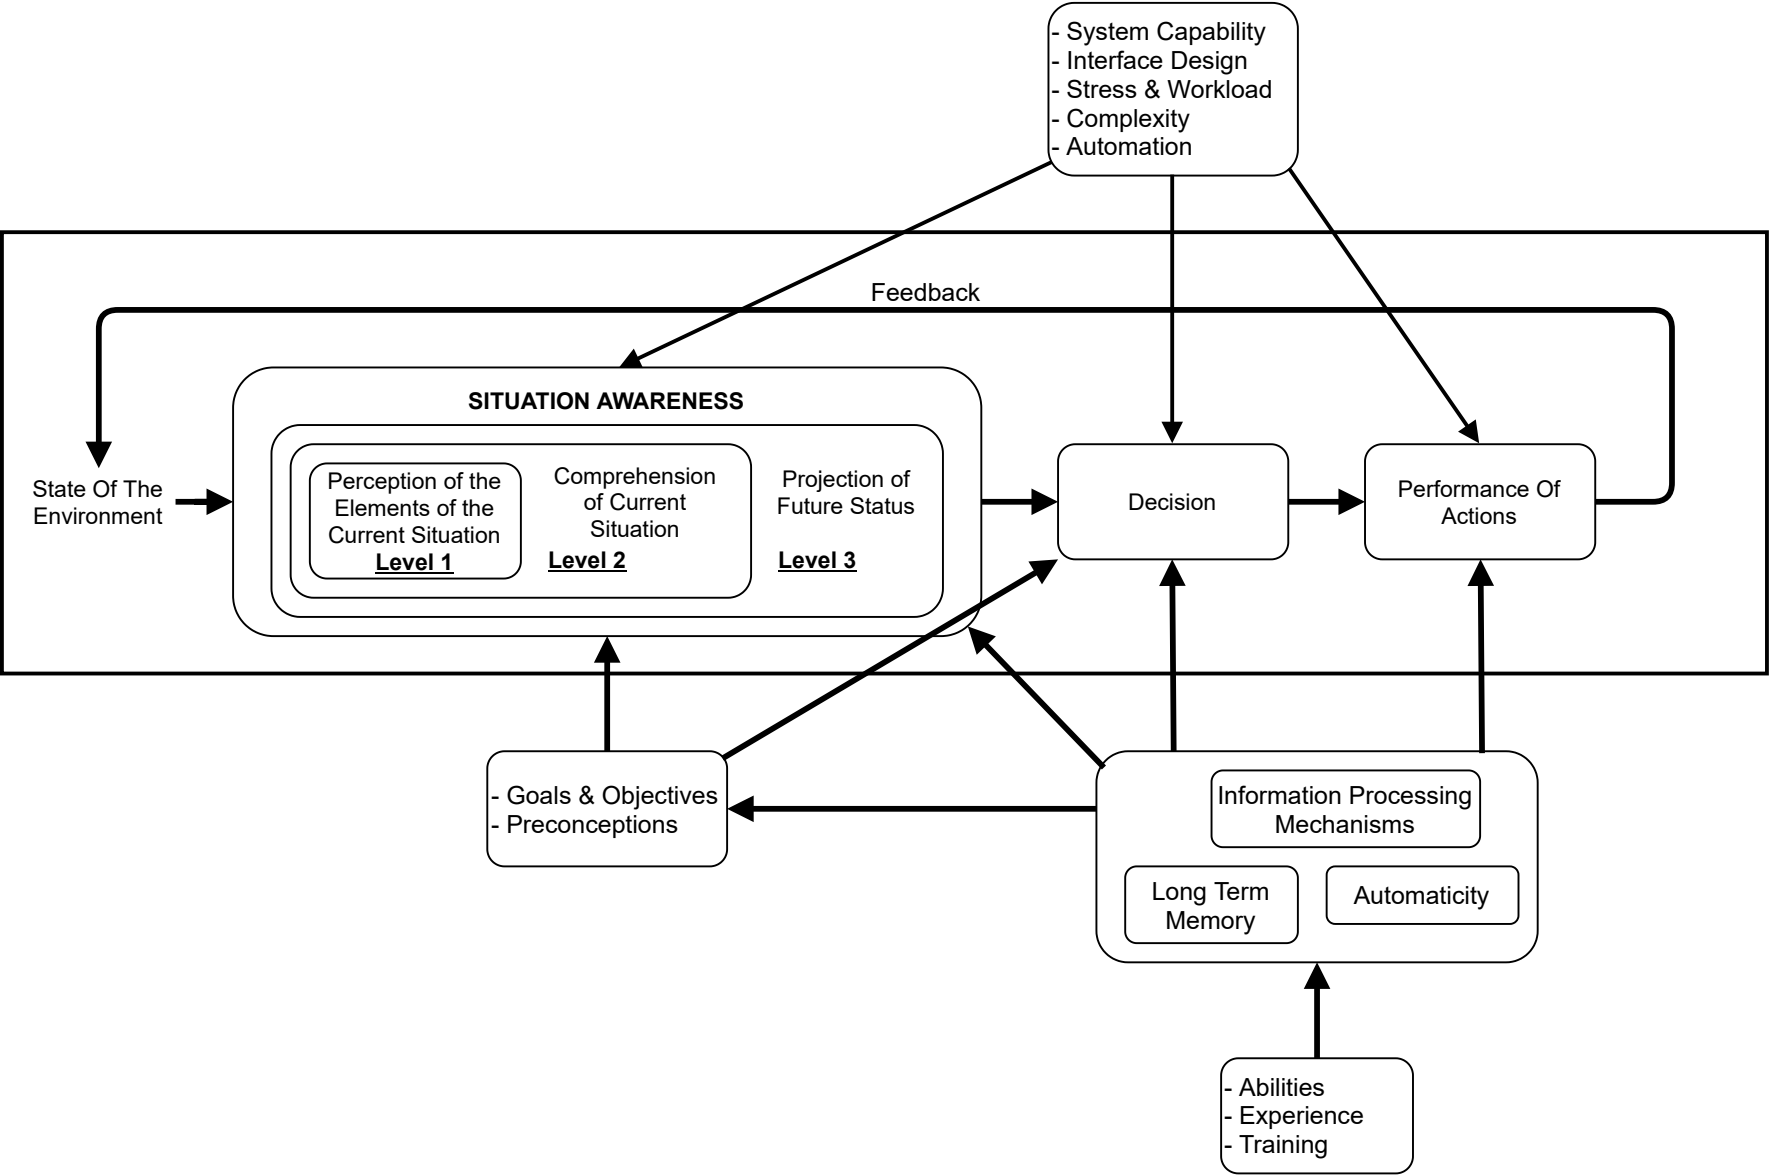 - System Capability
- Interface Design
- Stress & Workload
- Complexity
- Automation
Feedback
SITUATION AWARENESS
State Of The
Environment
Perception of the
Elements of the
Current Situation
Level 1
Comprehension
of Current
Situation
Level 2
Projection of
Future Status
Level 3
Decision
Performance Of
Actions
- Goals & Objectives
- Preconceptions
Information Processing
Mechanisms
Long Term
Memory
Automaticity
- Abilities
- Experience
- Training